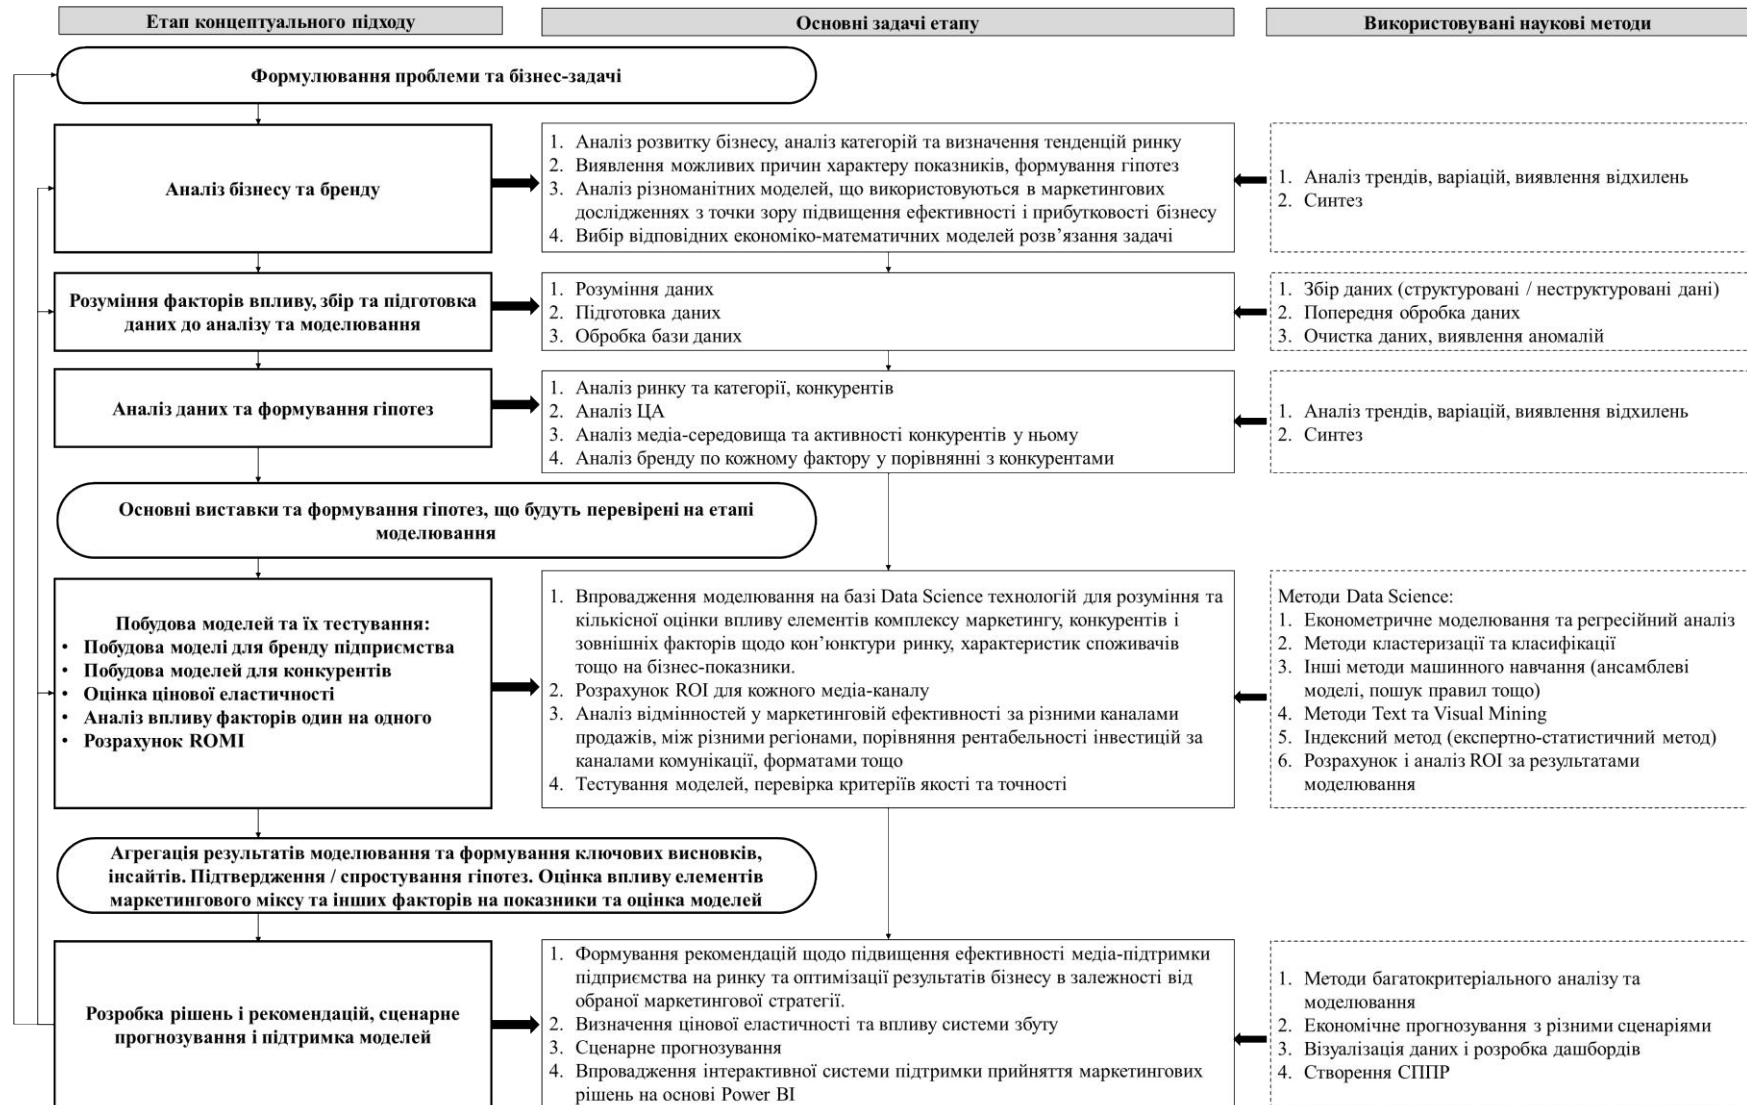 Етап концептуального підходу
Основні задачі етапу
Використовувані наукові методи
Формулювання проблеми та бізнес-задачі
Аналіз бізнесу та бренду
1. Аналіз розвитку бізнесу, аналіз категорій та визначення тенденцій ринку
2. Виявлення можливих причин характеру показників, формування гіпотез
3. Аналіз різноманітних моделей, що використовуються в маркетингових
дослідженнях з точки зору підвищення ефективності і прибутковості бізнесу
4. Вибір відповідних економіко-математичних моделей розв’язання задачі
1. Аналіз трендів, варіацій, виявлення відхилень
2. Синтез
Розуміння факторів впливу, збір та підготовка
даних до аналізу та моделювання
1. Розуміння даних
2. Підготовка даних
3. Обробка бази даних
1. Збір даних (структуровані / неструктуровані дані)
2. Попередня обробка даних
3. Очистка даних, виявлення аномалій
Аналіз даних та формування гіпотез
1. Аналіз ринку та категорії, конкурентів
2. Аналіз ЦА
3. Аналіз медіа-середовища та активності конкурентів у ньому
4. Аналіз бренду по кожному фактору у порівнянні з конкурентами
1. Аналіз трендів, варіацій, виявлення відхилень
2. Синтез
Основні виставки та формування гіпотез, що будуть перевірені на етапі
моделювання
Побудова моделей та їх тестування:
• Побудова моделі для бренду підприємства
• Побудова моделей для конкурентів
• Оцінка цінової еластичності
• Аналіз впливу факторів один на одного
• Розрахунок ROMI
1. Впровадження моделювання на базі Data Science технологій для розуміння та
кількісної оцінки впливу елементів комплексу маркетингу, конкурентів і
зовнішніх факторів щодо кон’юнктури ринку, характеристик споживачів
тощо на бізнес-показники.
2. Розрахунок ROI для кожного медіа-каналу
3. Аналіз відмінностей у маркетинговій ефективності за різними каналами
продажів, між різними регіонами, порівняння рентабельності інвестицій за
каналами комунікації, форматами тощо
4. Тестування моделей, перевірка критеріїв якості та точності
Методи Data Science:
1. Економетричне моделювання та регресійний аналіз
2. Методи кластеризації та класифікації
3. Інші методи машинного навчання (ансамблеві
моделі, пошук правил тощо)
4. Методи Text та Visual Mining
5. Індексний метод (експертно-статистичний метод)
6. Розрахунок і аналіз ROI за результатами
моделювання
Агрегація результатів моделювання та формування ключових висновків,
інсайтів. Підтвердження / спростування гіпотез. Оцінка впливу елементів
маркетингового міксу та інших факторів на показники та оцінка моделей
Розробка рішень і рекомендацій, сценарне
прогнозування і підтримка моделей
1. Формування рекомендацій щодо підвищення ефективності медіа-підтримки
підприємства на ринку та оптимізації результатів бізнесу в залежності від
обраної маркетингової стратегії.
2. Визначення цінової еластичності та впливу системи збуту
3. Сценарне прогнозування
4. Впровадження інтерактивної системи підтримки прийняття маркетингових
рішень на основі Power BI
1. Методи багатокритеріального аналізу та
моделювання
2. Економічне прогнозування з різними сценаріями
3. Візуалізація даних і розробка дашбордів
4. Створення СППР